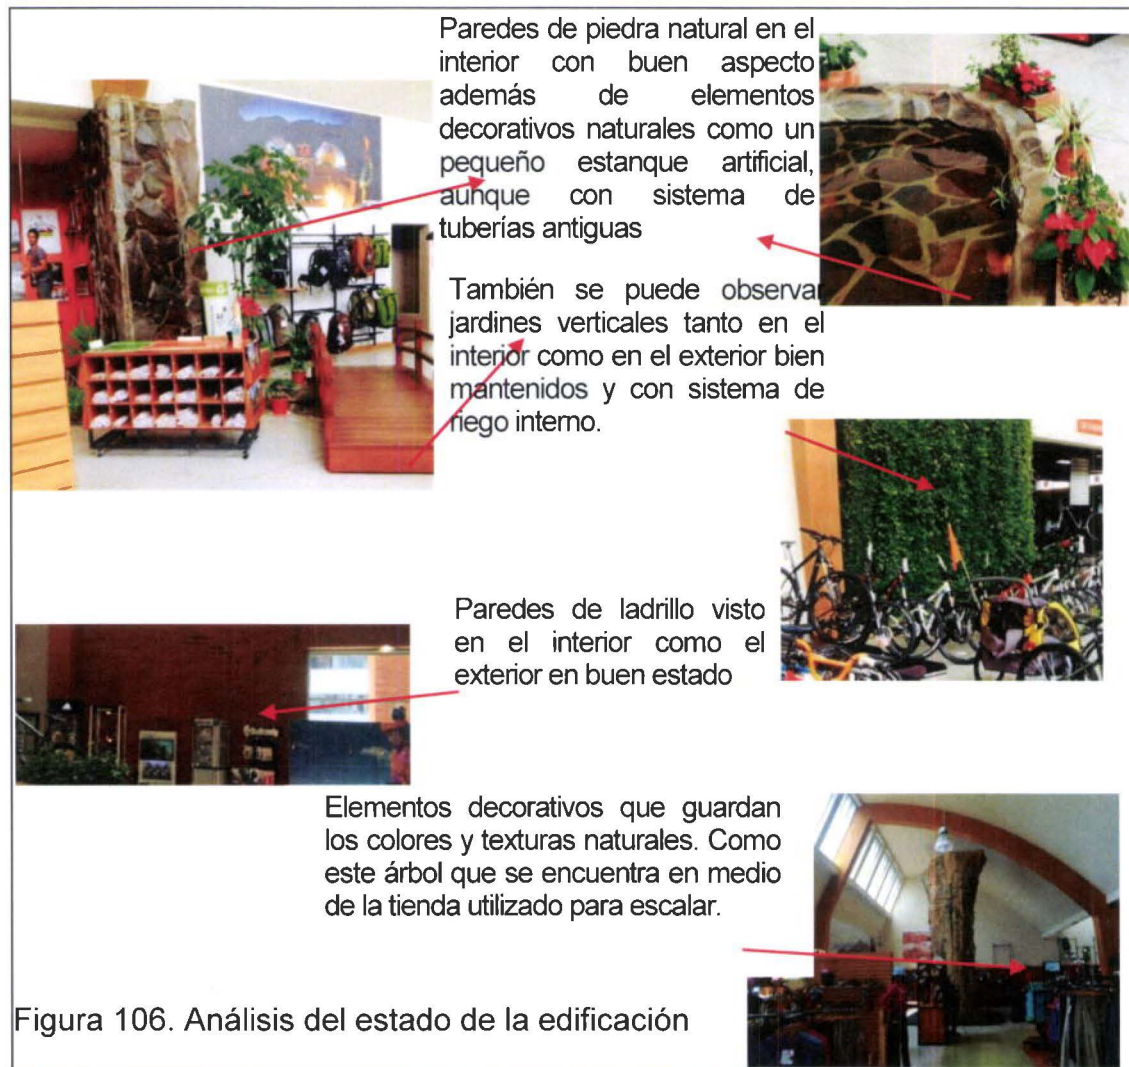 Paredes de piedra natural en el
interior con buen aspecto
además de elementos
decorativos naturales como un
pequeño estanque artificial,
aunque con sistema de
tuberías antiguas
También se puede observar
jardines verticales tanto en el
interior como en el exterior bien
mantenidos y con sistema de
riego interno.
Paredes de ladrillo visto
en el interior como el
exterior en buen estado
Elementos decorativos que guardan
los colores y texturas naturales. Como
este árbol que se encuentra en medio
de la tienda utilizado para escalar.
Figura 106. Análisis del estado de la edificación